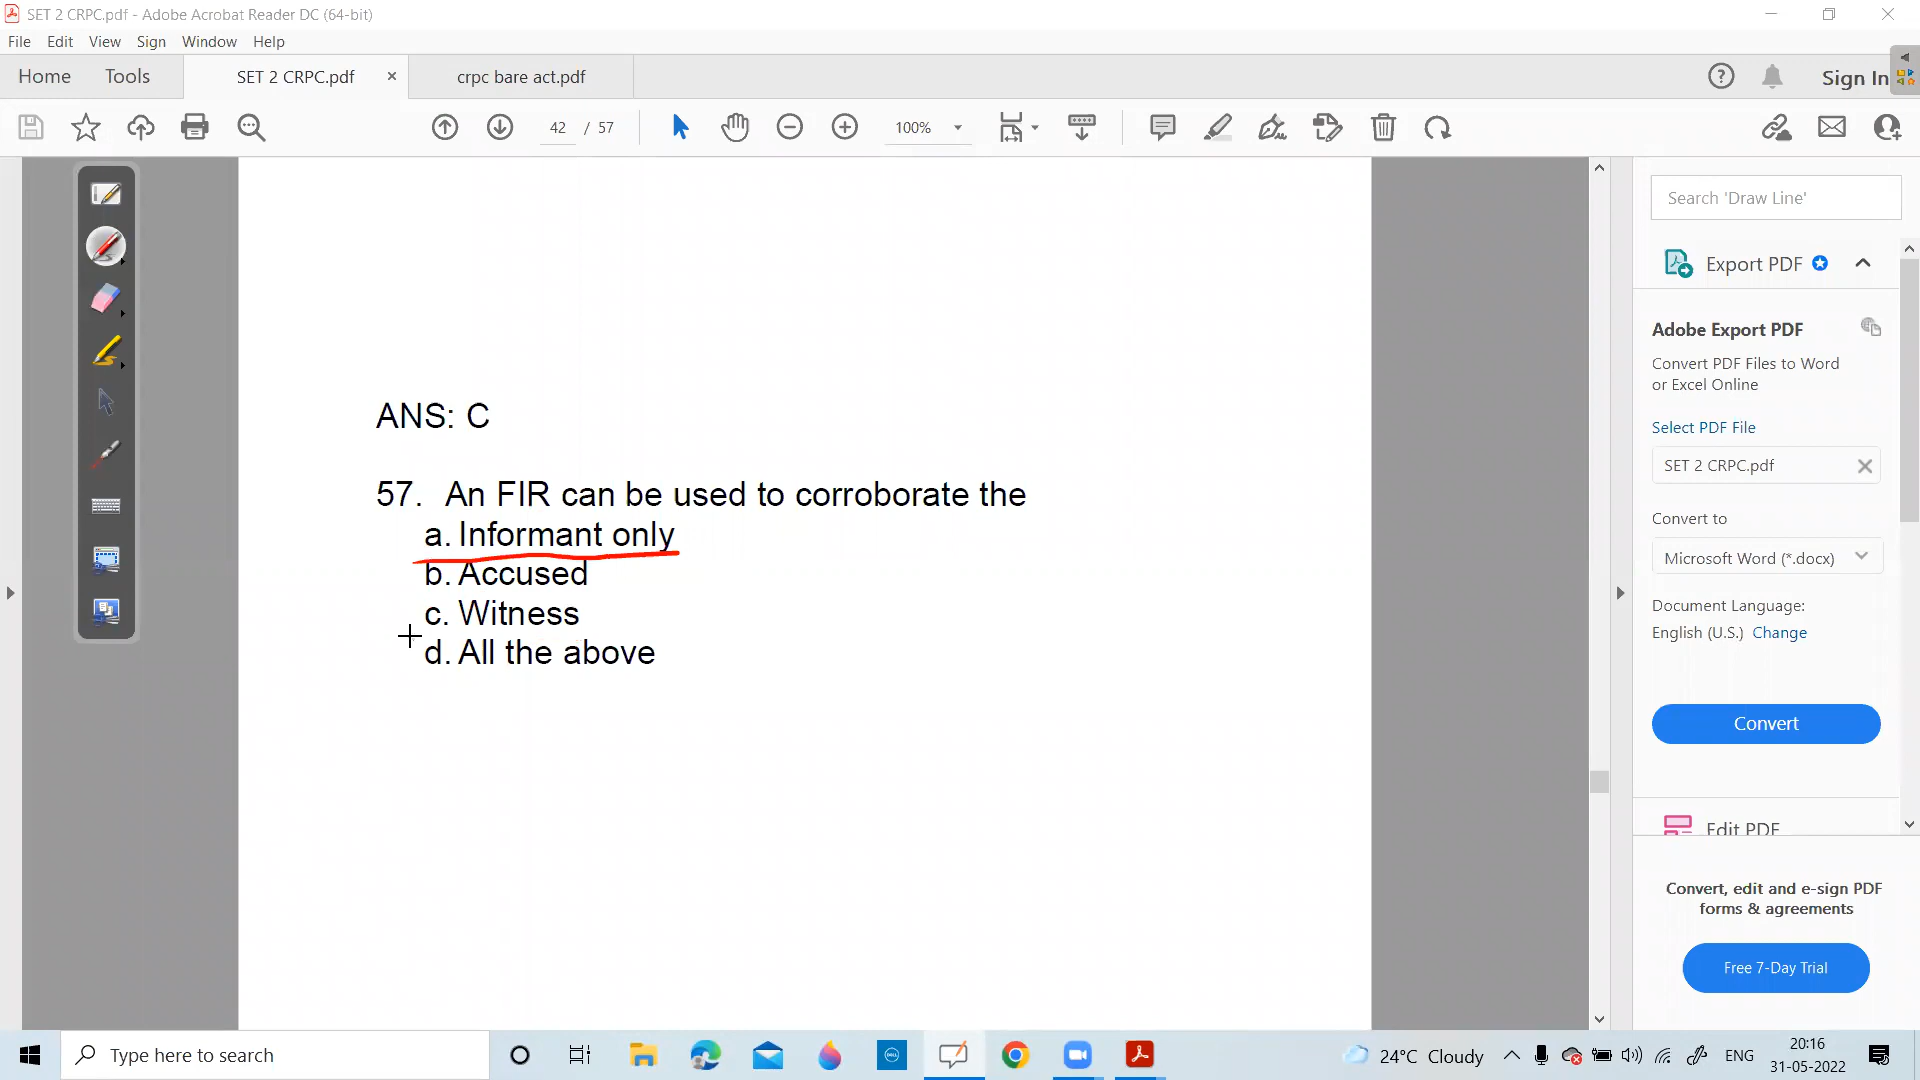 SET 2 CRPC.pdf - Adobe Acrobat Reader DC (64-bit)
File Edit View Sign Window Help
Home Tools SET 2 CRPC.pdf × crpc bare act.pdf Sign In
42 / 57 100%
Search 'Draw Line'
Export PDF
Adobe Export PDF
Convert PDF Files to Word
or Excel Online
Select PDF File
SET 2 CRPC.pdf
Convert to
Microsoft Word (*.docx)
Document Language:
English (U.S.) Change
Convert
Edit PDF
Convert, edit and e-sign PDF
forms & agreements
Free 7-Day Trial
ANS: C
57. An FIR can be used to corroborate the
a. Informant only
b. Accused
c. Witness
d. All the above
Type here to search
DELL
24°C Cloudy
ENG
20:16
31-05-2022